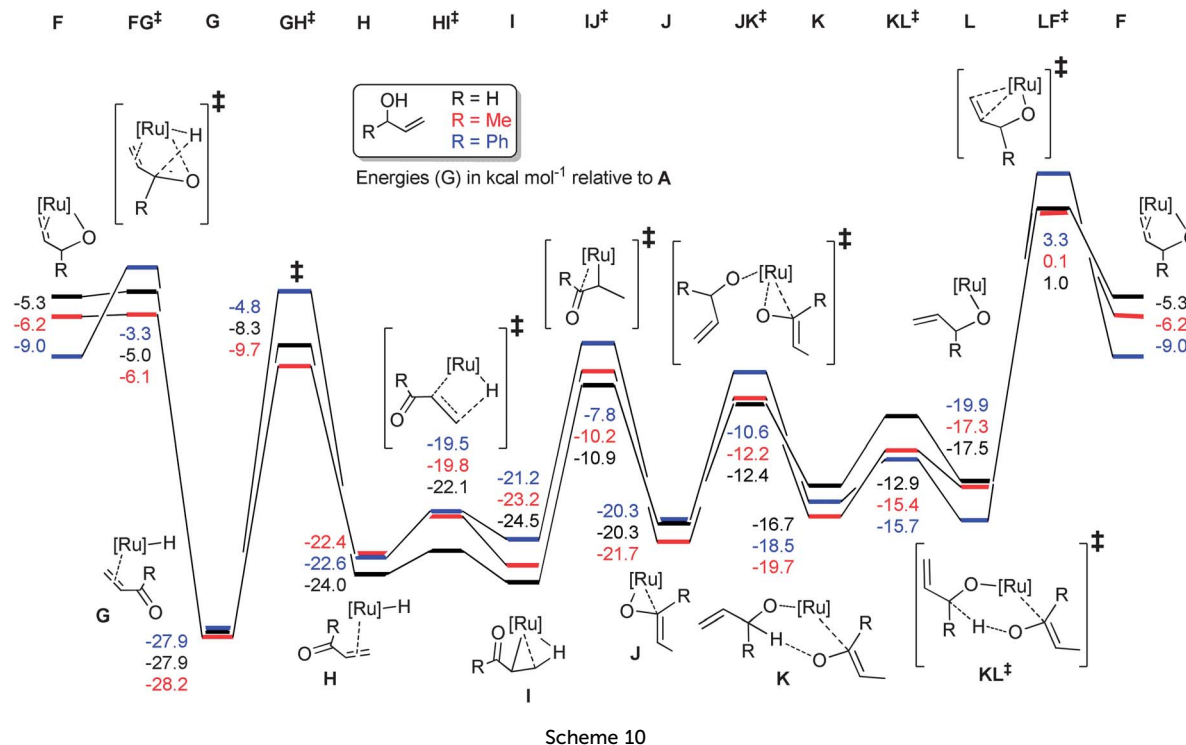 F FG‡ G GH‡ H HI‡ I IJ‡ J JK‡ K KL‡ L LF‡ F
‡
[Ru] H
O
R
OH
R
R = H
R = Me
R = Ph
Energies (G) in kcal mol-1 relative to A
‡
[Ru]
O
R
[Ru]
O
R
‡
[Ru]
R
O
‡
R O [Ru]
O R
‡
[Ru]
O
R
[Ru]
O
R
-5.3
-6.2
-9.0
-3.3
-5.0
-6.1
‡
-4.8
-8.3
-9.7
‡
[Ru]
R H
O
-19.5
-19.8
-22.1
-21.2
-23.2
-24.5
-7.8
-10.2
-10.9
-10.6
-12.2
-12.4
-19.9
-17.3
-17.5
3.3
0.1
1.0
-5.3
-6.2
-9.0
-12.9
-15.4
-15.7
-20.3
-20.3
-21.7
-16.7
-18.5
-19.7
-22.4
-22.6
-24.0
[Ru]-H
R
O
G
-27.9
-27.9
-28.2
[Ru]-H
R
O
H
[Ru]
O H
R
I
[Ru]
O R
J
O [Ru]
H R
R O
K
‡
O [Ru]
R H O R
KL‡
Scheme 10